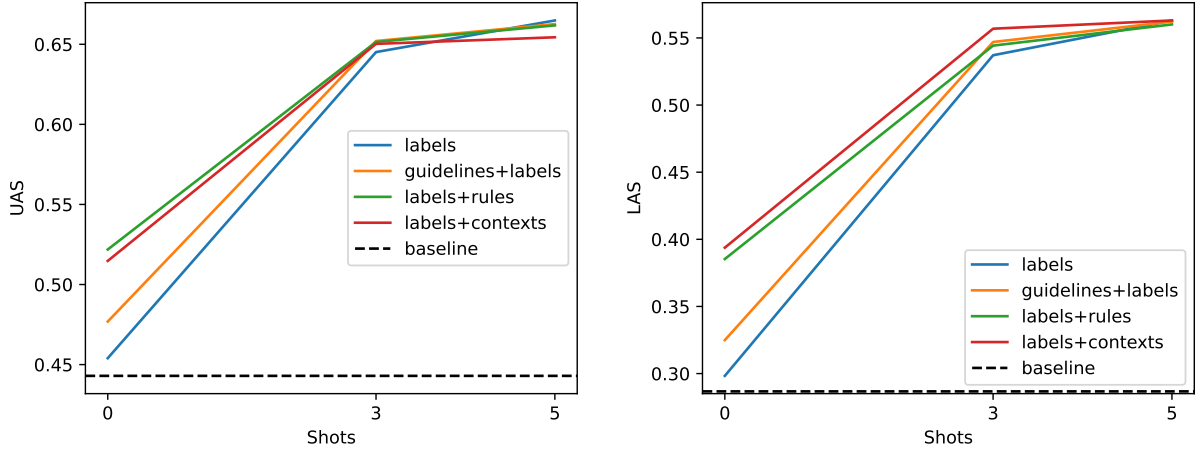 0.65
0.60
0.55
0.50
0.45
UAS
labels
guidelines+labels
labels+rules
labels+contexts
baseline
0
3
5
Shots
0.55
0.50
0.45
0.40
0.35
0.30
LAS
labels
guidelines+labels
labels+rules
labels+contexts
baseline
0
3
5
Shots